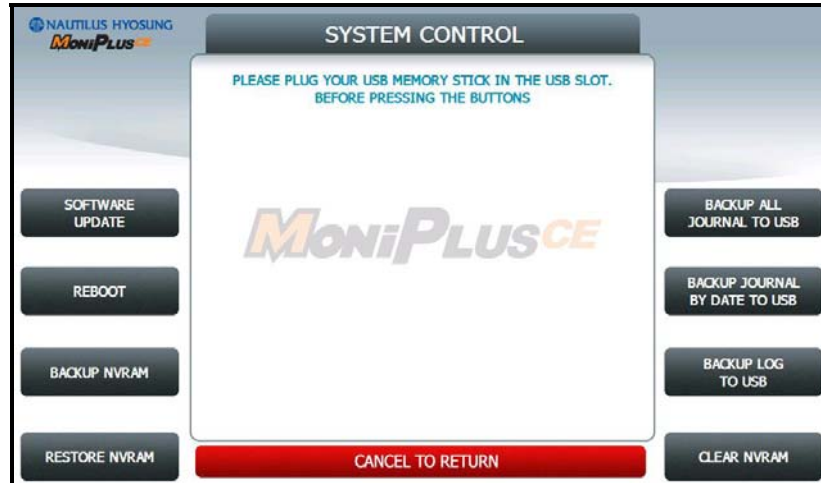 NAUTILUS HYOSUNG
MONiPLUSCE
SYSTEM CONTROL
PLEASE PLUG YOUR USB MEMORY STICK IN THE USB SLOT.
BEFORE PRESSING THE BUTTONS
MONiPLUSCE
SOFTWARE
UPDATE
REBOOT
BACKUP NVRAM
RESTORE NVRAM
BACKUP ALL
JOURNAL TO USB
BACKUP JOURNAL
BY DATE TO USB
BACKUP LOG
TO USB
CLEAR NVRAM
CANCEL TO RETURN